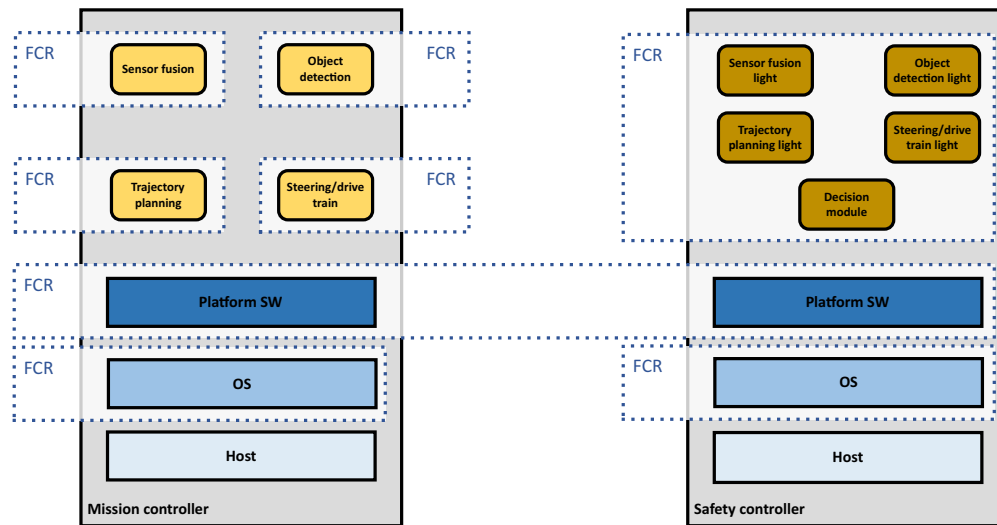 FCR
Sensor fusion
Object
detection
FCR
FCR
Sensor fusion
light
Object
detection light
Trajectory
planning light
Steering/drive
train light
Decision
module
FCR
Trajectory
planning
Steering/drive
train
FCR
FCR
Platform SW
Platform SW
FCR
OS
FCR
OS
Host
Host
Mission controller
Safety controller